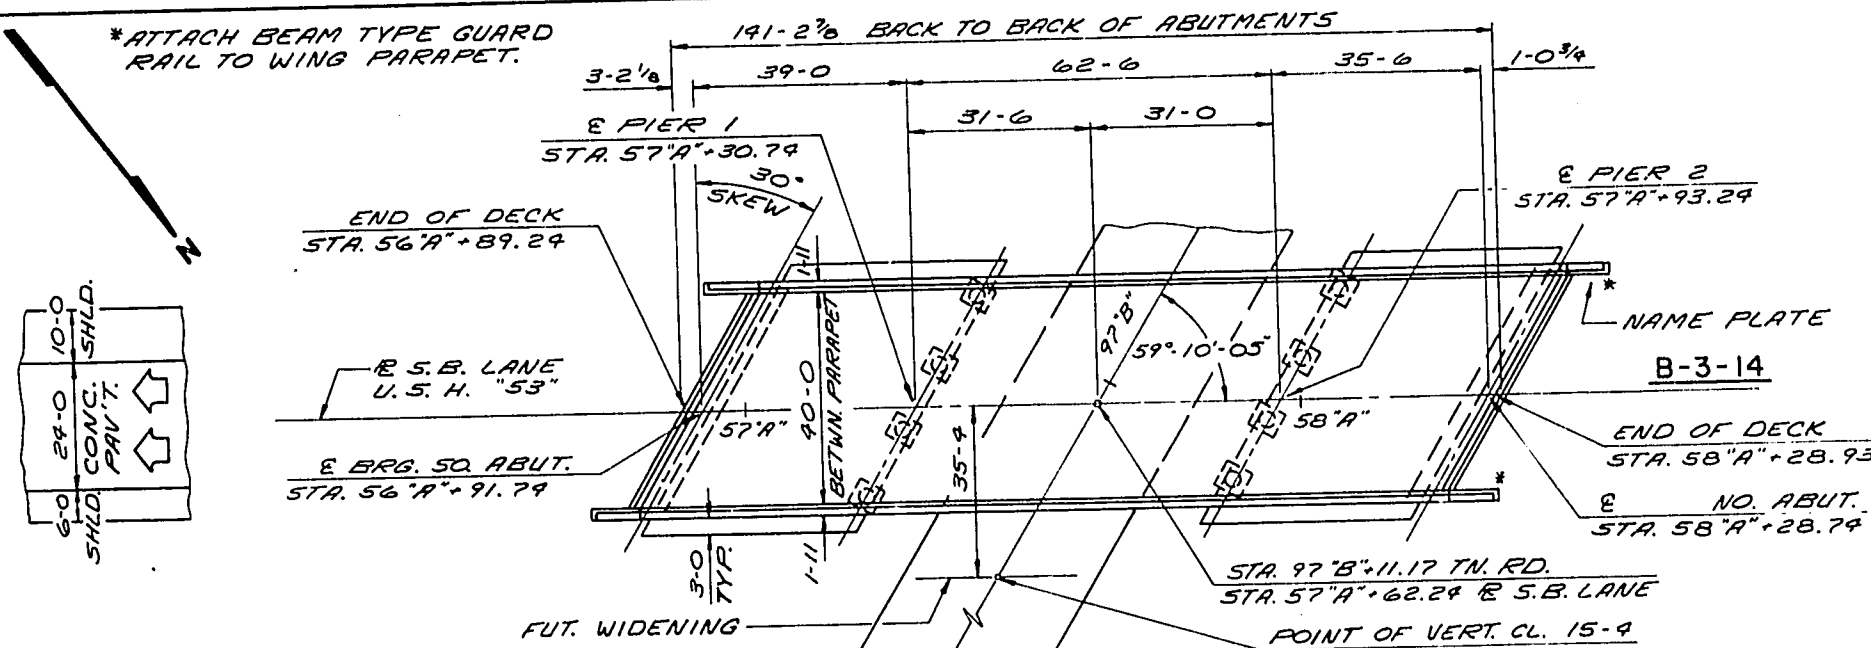 *ATTACH BEAM TYPE GUARD
RAIL TO WING PARAPET.
141-2⅞ BACK TO BACK OF ABUTMENTS
3-2⅛
39-0
62-6
35-6
1-0¾
31-6
31-0
℄ PIER 1
STA. 57"A"+30.74
30°
SKEW
℄ PIER 2
STA. 57"A"+93.24
END OF DECK
STA. 56"A"+89.24
N
1-11
10-0
SHLD.
24-0
CONC.
PAV'T.
6-0
SHLD.
℞ S.B. LANE
U.S.H. "53"
97"B"
59°-10'-05"
*
NAME PLATE
B-3-14
40-0
BETWN. PARAPET
57"A"
58"A"
35-4
℄ BRG. SO. ABUT.
STA. 56"A"+91.74
END OF DECK
STA. 58"A"+28.93
*
℄ NO. ABUT.
STA. 58"A"+28.74
3-0
TYP.
1-11
STA. 97"B"+11.17 TN. RD.
STA. 57"A"+62.24 ℞ S.B. LANE
FUT. WIDENING
POINT OF VERT. CL. 15-4